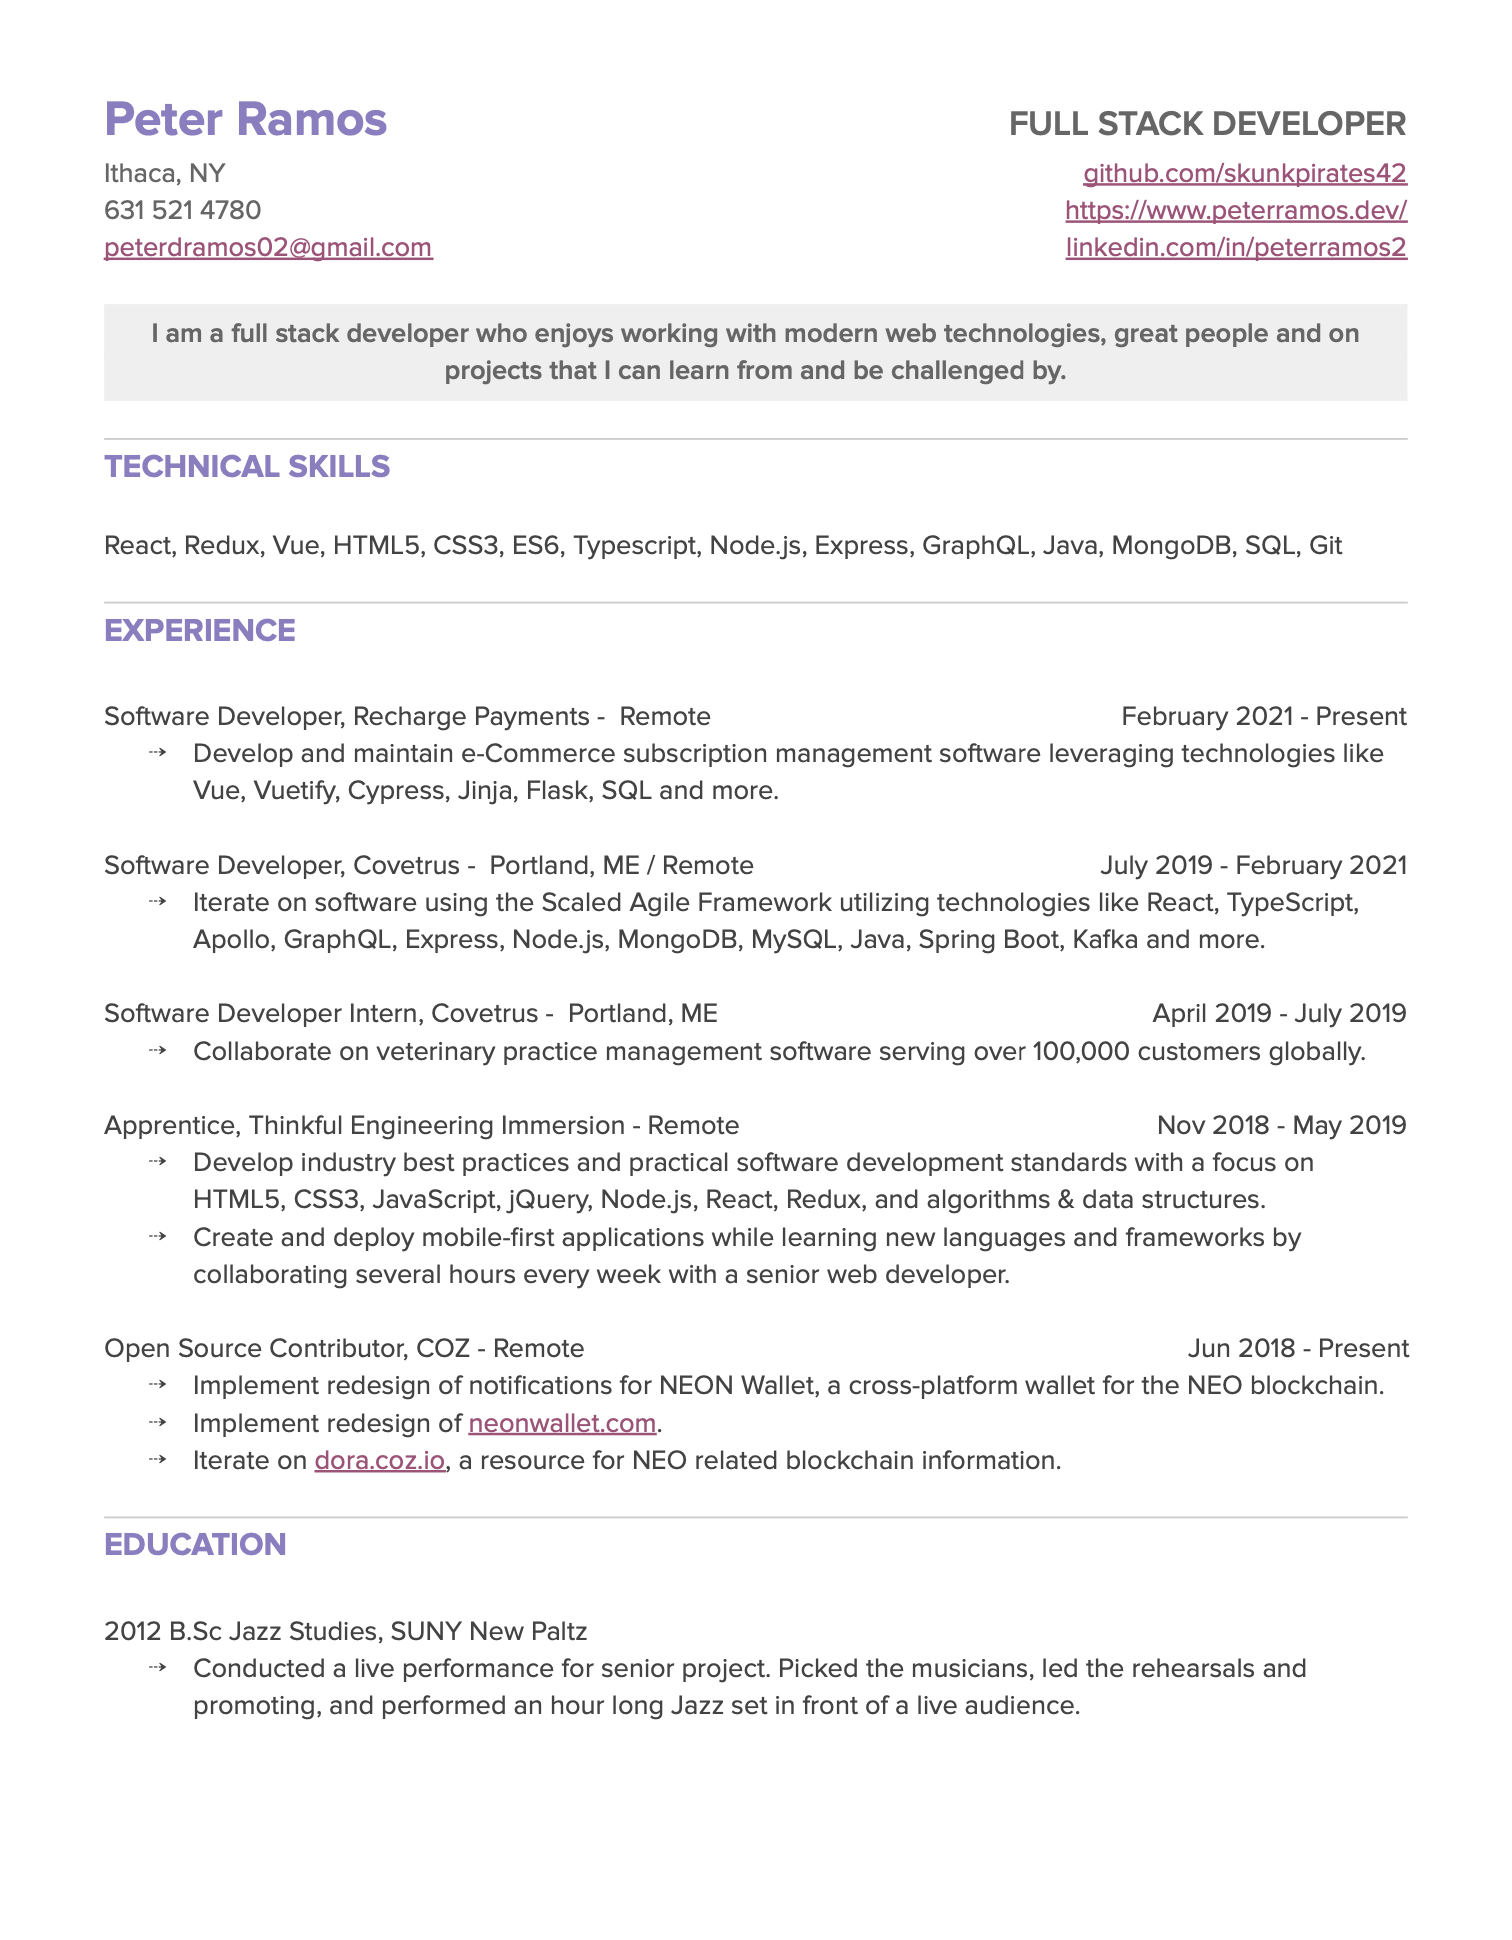 Peter Ramos
FULL STACK DEVELOPER
Ithaca, NY
github.com/skunkpirates42
631 521 4780
https://www.peterramos.dev/
peterdramos02@gmail.com
linkedin.com/in/peterramos2
I am a full stack developer who enjoys working with modern web technologies, great people and on
projects that I can learn from and be challenged by.
TECHNICAL SKILLS
React, Redux, Vue, HTML5, CSS3, ES6, Typescript, Node.js, Express, GraphQL, Java, MongoDB, SQL, Git
EXPERIENCE
Software Developer, Recharge Payments - Remote February 2021 - Present
⇢ Develop and maintain e-Commerce subscription management software leveraging technologies like
Vue, Vuetify, Cypress, Jinja, Flask, SQL and more.
Software Developer, Covetrus - Portland, ME / Remote July 2019 - February 2021
⇢ Iterate on software using the Scaled Agile Framework utilizing technologies like React, TypeScript,
Apollo, GraphQL, Express, Node.js, MongoDB, MySQL, Java, Spring Boot, Kafka and more.
Software Developer Intern, Covetrus - Portland, ME April 2019 - July 2019
⇢ Collaborate on veterinary practice management software serving over 100,000 customers globally.
Apprentice, Thinkful Engineering Immersion - Remote Nov 2018 - May 2019
⇢ Develop industry best practices and practical software development standards with a focus on
HTML5, CSS3, JavaScript, jQuery, Node.js, React, Redux, and algorithms & data structures.
⇢ Create and deploy mobile-first applications while learning new languages and frameworks by
collaborating several hours every week with a senior web developer.
Open Source Contributor, COZ - Remote Jun 2018 - Present
⇢ Implement redesign of notifications for NEON Wallet, a cross-platform wallet for the NEO blockchain.
⇢ Implement redesign of neonwallet.com.
⇢ Iterate on dora.coz.io, a resource for NEO related blockchain information.
EDUCATION
2012 B.Sc Jazz Studies, SUNY New Paltz
⇢ Conducted a live performance for senior project. Picked the musicians, led the rehearsals and
promoting, and performed an hour long Jazz set in front of a live audience.